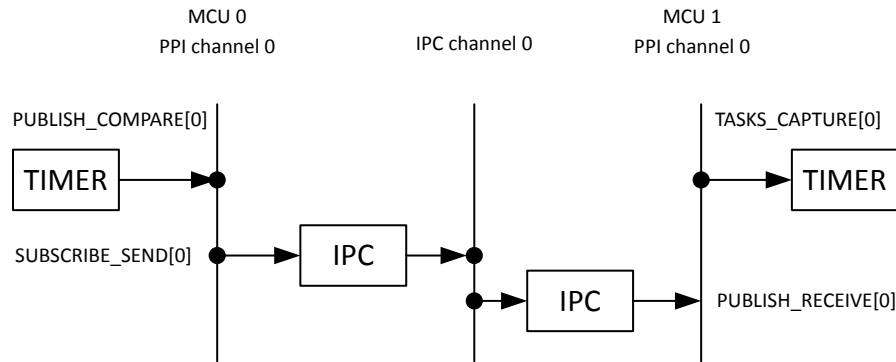 MCU 0
PPI channel 0
IPC channel 0
MCU 1
PPI channel 0
PUBLISH_COMPARE[0]
TASKS_CAPTURE[0]
TIMER
TIMER
SUBSCRIBE_SEND[0]
IPC
IPC
PUBLISH_RECEIVE[0]